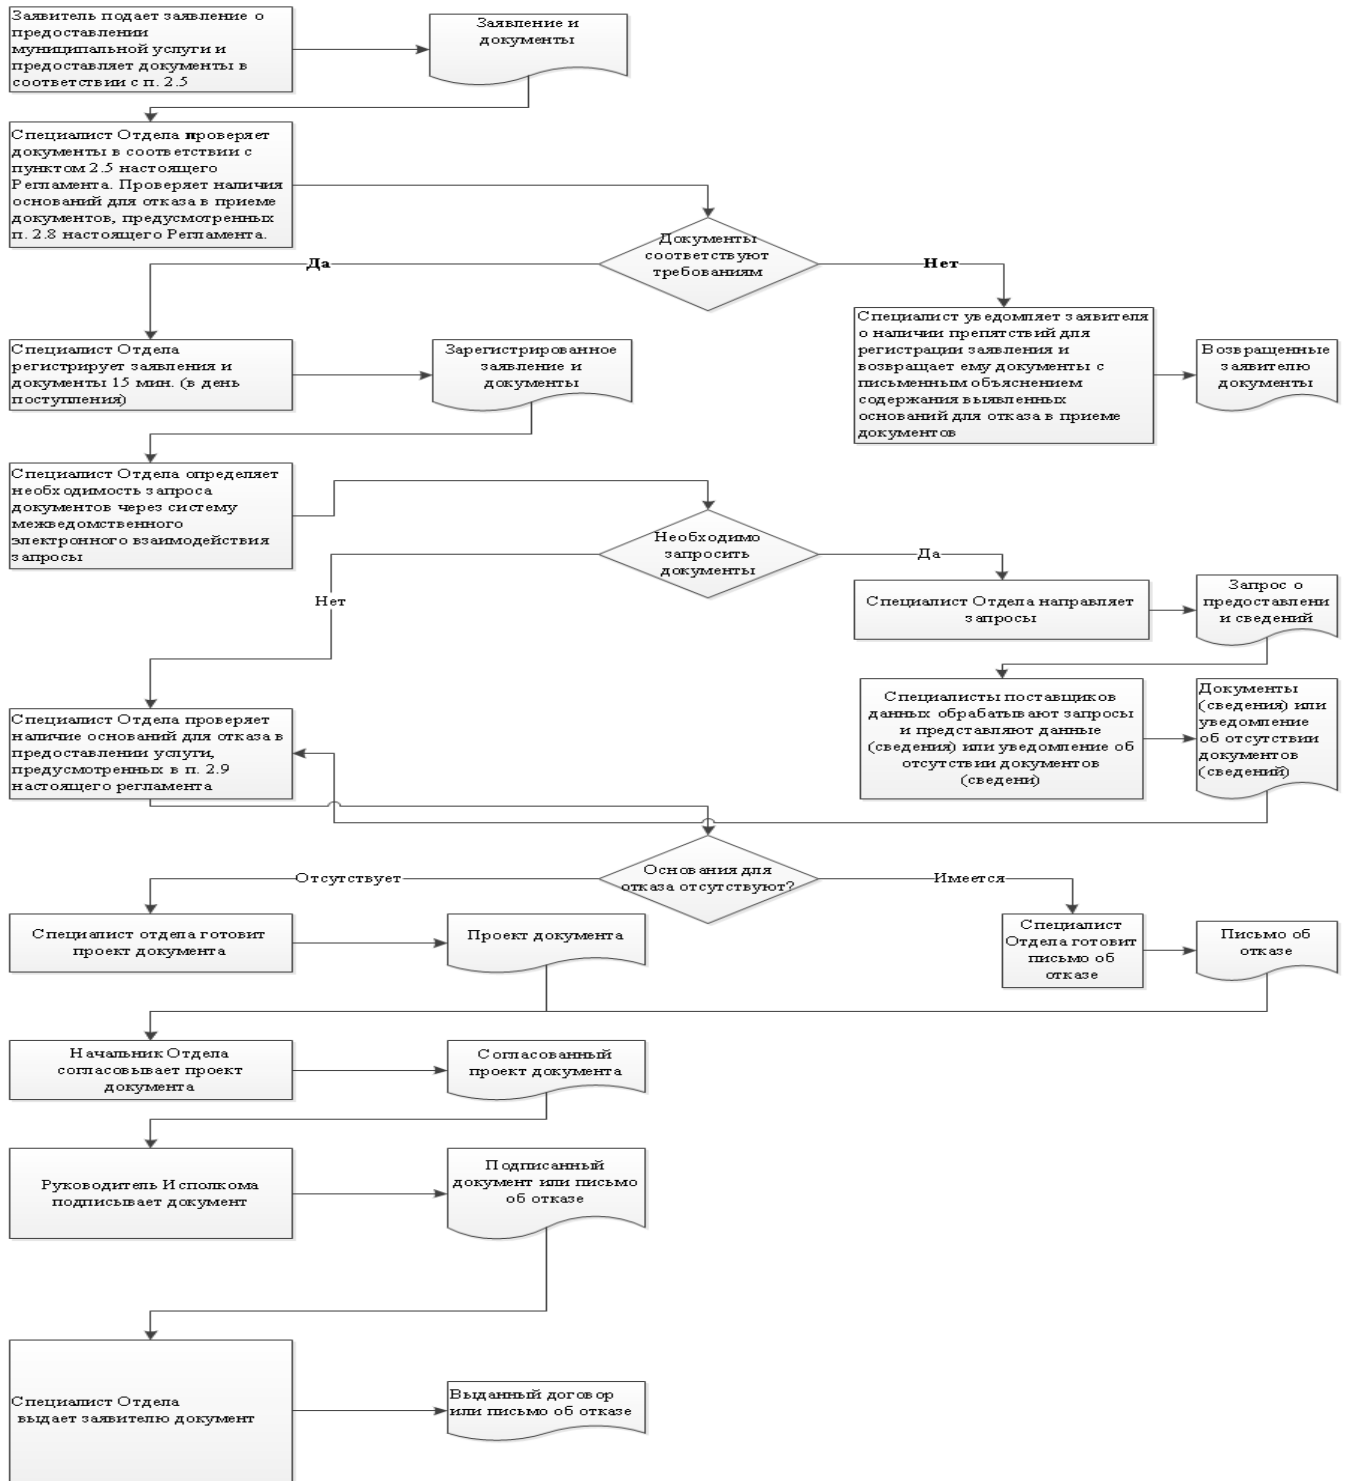 Заявитель подает заявление о
предоставлении
муниципальной услуги и
предоставляет документы в
соответствии с п. 2.5
Заявление и
документы
Специалист Отдела проверяет
документы в соответствии с
пунктом 2.5 настоящего
Регламента. Проверяет наличия
оснований для отказа в приеме
документов, предусмотренных
п. 2.8 настоящего Регламента.
Документы
соответствуют
требованиям
Да
Нет
Специалист Отдела
регистрирует заявления и
документы 15 мин. (в день
поступления)
Зарегистрированное
заявление и
документы
Специалист уведомляет заявителя
о наличии препятствий для
регистрации заявления и
возвращает ему документы с
письменным объяснением
содержания выявленных
оснований для отказа в приеме
документов
Возвращенные
заявителю
документы
Специалист Отдела определяет
необходимость запроса
документов через систему
межведомственного
электронного взаимодействия
запросы
Необходимо
запросить
документы
Да
Нет
Специалист Отдела направляет
запросы
Запрос о
предоставлени
и сведений
Специалист Отдела проверяет
наличие оснований для отказа в
предоставлении услуги,
предусмотренных в п. 2.9
настоящего регламента
Специалисты поставщиков
данных обрабатывают запросы
и представляют данные
(сведения) или уведомление об
отсутствии документов
(сведени)
Документы
(сведения) или
уведомление
об отсутствии
документов
(сведений)
Основания для
отказа отсутствуют?
Отсутствует
Имеется
Специалист отдела готовит
проект документа
Проект документа
Специалист
Отдела готовит
письмо об
отказе
Письмо об
отказе
Начальник Отдела
согласовывает проект
документа
Согласованный
проект документа
Руководитель Исполкома
подписывает документ
Подписанный
документ или письмо
об отказе
Специалист Отдела
выдает заявителю документ
Выданный договор
или письмо об отказе